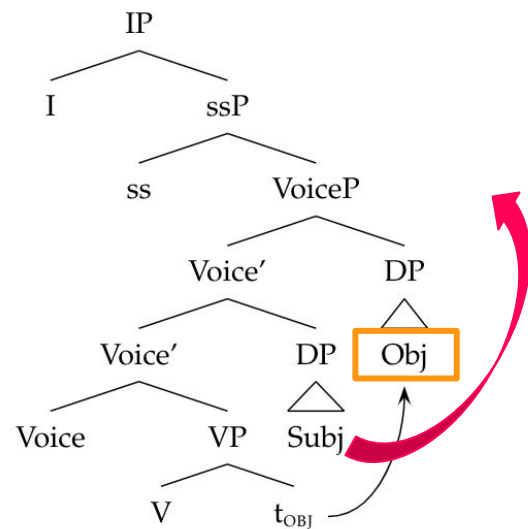 IP
I ssP
ss VoiceP
Voice′ DP
Voice′ DP Obj
Voice VP Subj
V t_OBJ